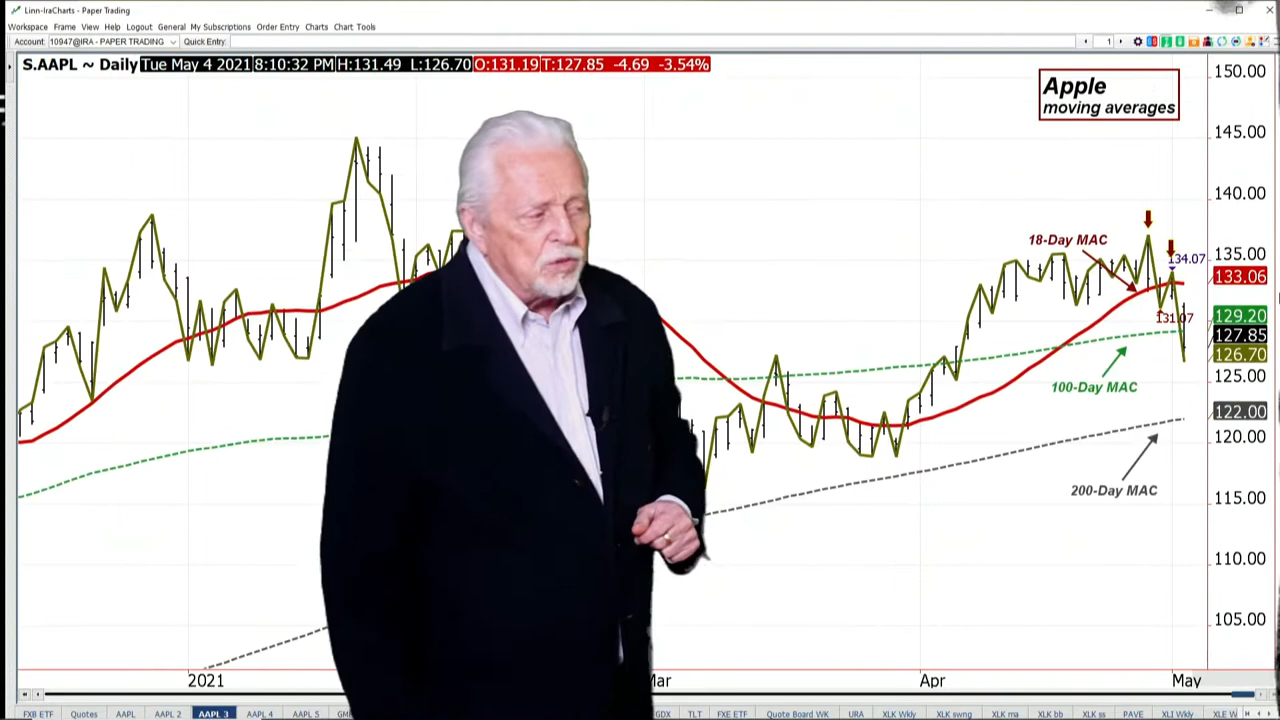 Linn-IraCharts - Paper Trading
Workspace Frame View Help Logout General My Subscriptions Order Entry Charts Chart Tools
Account: 10947@IRA - PAPER TRADING Quick Entry: 1
S.AAPL ~ Daily Tue May 4 2021 8:10:32 PM H:131.49 L:126.70 O:131.19 T:127.85 -4.69 -3.54%
Apple
moving averages
150.00
145.00
140.00
135.00
133.06
129.20
127.85
126.70
125.00
122.00
120.00
115.00
110.00
105.00
18-Day MAC
134.07
131.07
100-Day MAC
200-Day MAC
2021 Mar Apr May
FXB ETF Quotes AAPL AAPL 2 AAPL 3 AAPL 4 AAPL 5 GDX TLT FXE ETF Quote Board WK URA XLK Wkly XLK swng XLK ma XLK bb XLK ss PAVE XLI Wkly XLE W